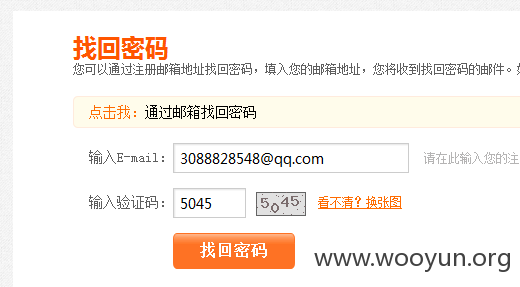 找回密码
您可以通过注册邮箱地址找回密码，填入您的邮箱地址，您将收到找回密码的邮件。
点击我：通过邮箱找回密码
输入E-mail： 3088828548@qq.com 请在此输入您的注
输入验证码： 5045 5045 看不清？换张图
找回密码
www.wooyun.org